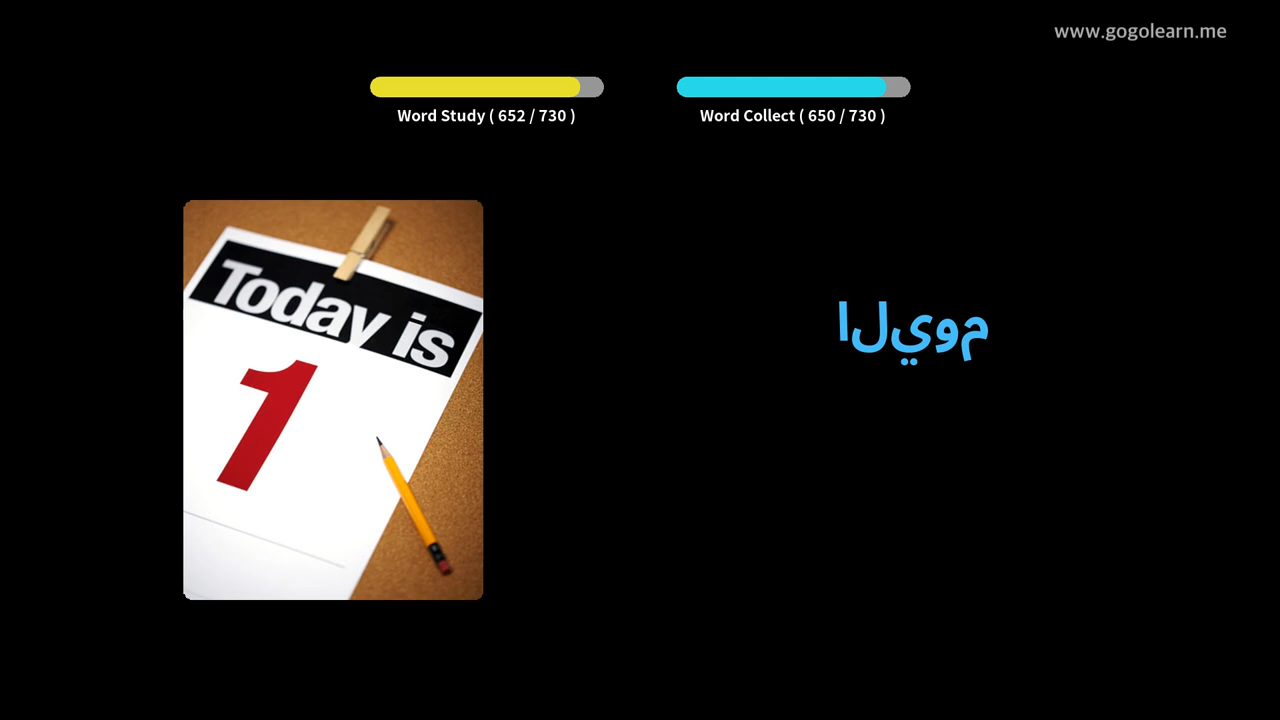 www.gogolearn.me
Word Study ( 652 / 730 )
Word Collect ( 650 / 730 )
Today is
1
اليوم